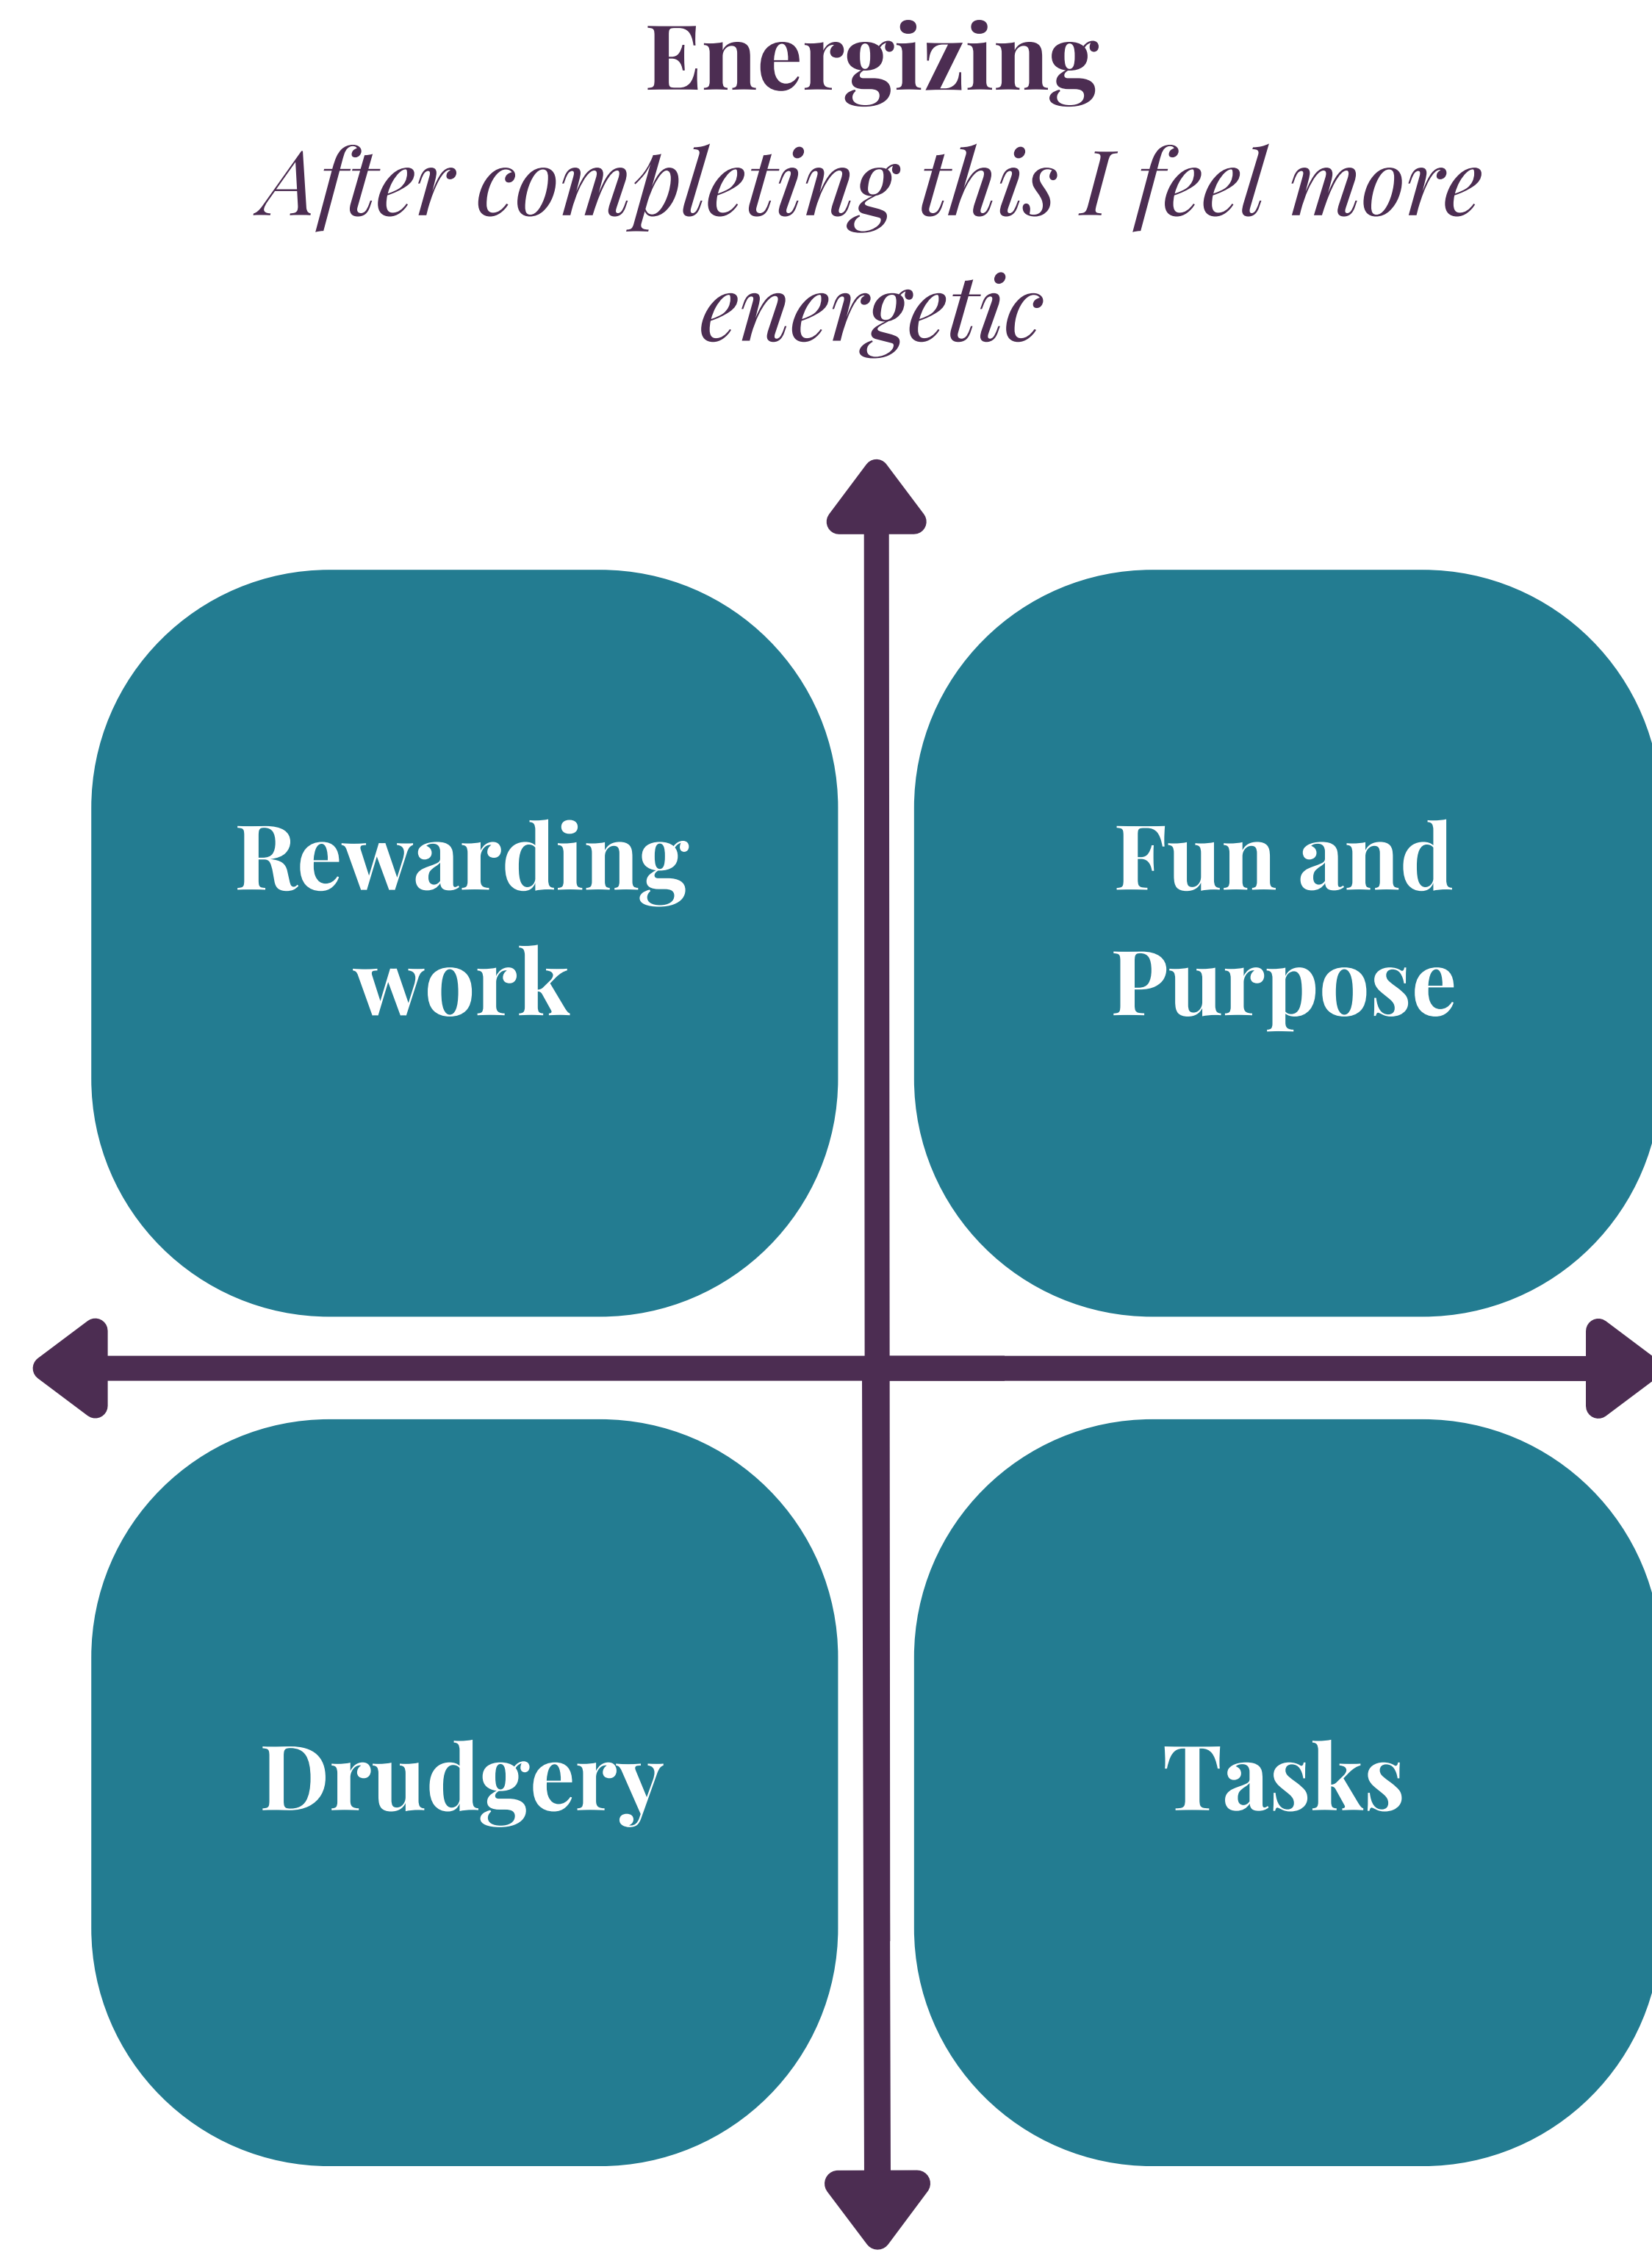 Energizing
After completing this I feel more
energetic
Rewarding
work
Fun and
Purpose
Drudgery
Tasks